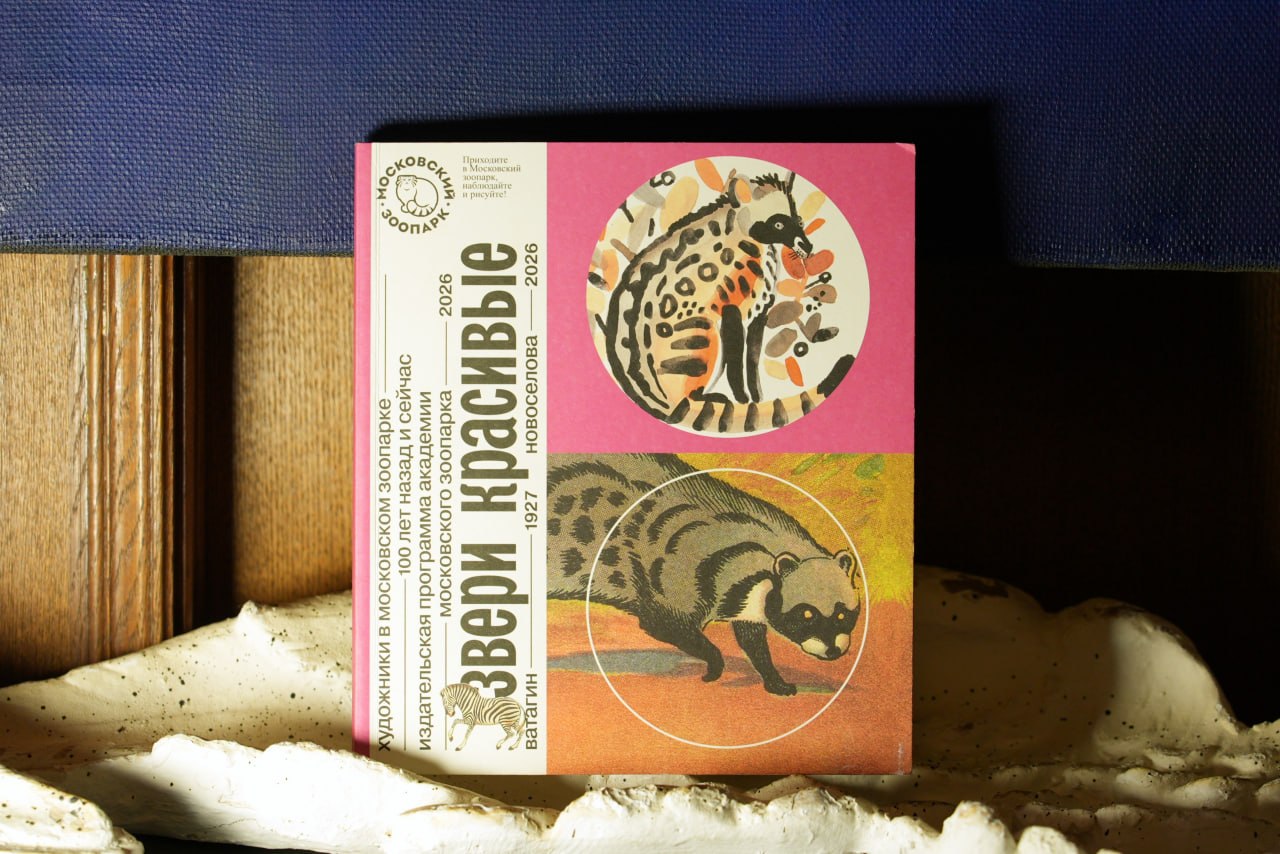 МОСКОВСКИЙ
ЗООПАРК
Приходите
в Московский
зоопарк,
наблюдайте
и рисуйте!
художники в московском зоопарке
100 лет назад и сейчас
издательская программа академии
московского зоопарка 2026
звери красивые
ватагин 1927 новоселова 2026